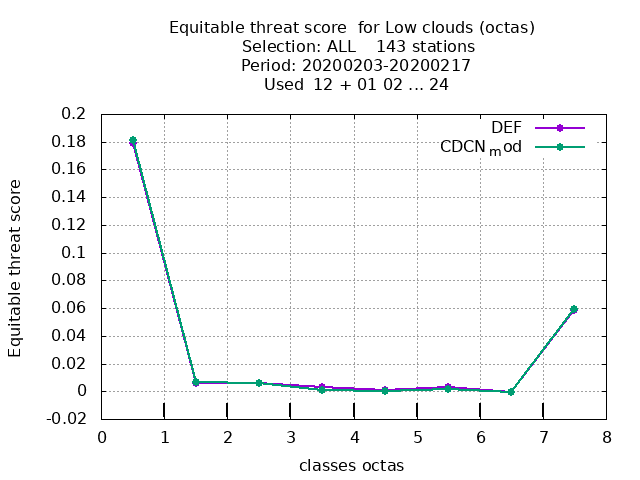 Equitable threat score  for Low clouds (octas)
Selection: ALL    143 stations
Period: 20200203-20200217
Used  12 + 01 02 ... 24
Equitable threat score
0.2
0.18
0.16
0.14
0.12
0.1
0.08
0.06
0.04
0.02
0
-0.02
DEF
CDCNmod
0 1 2 3 4 5 6 7 8
classes octas